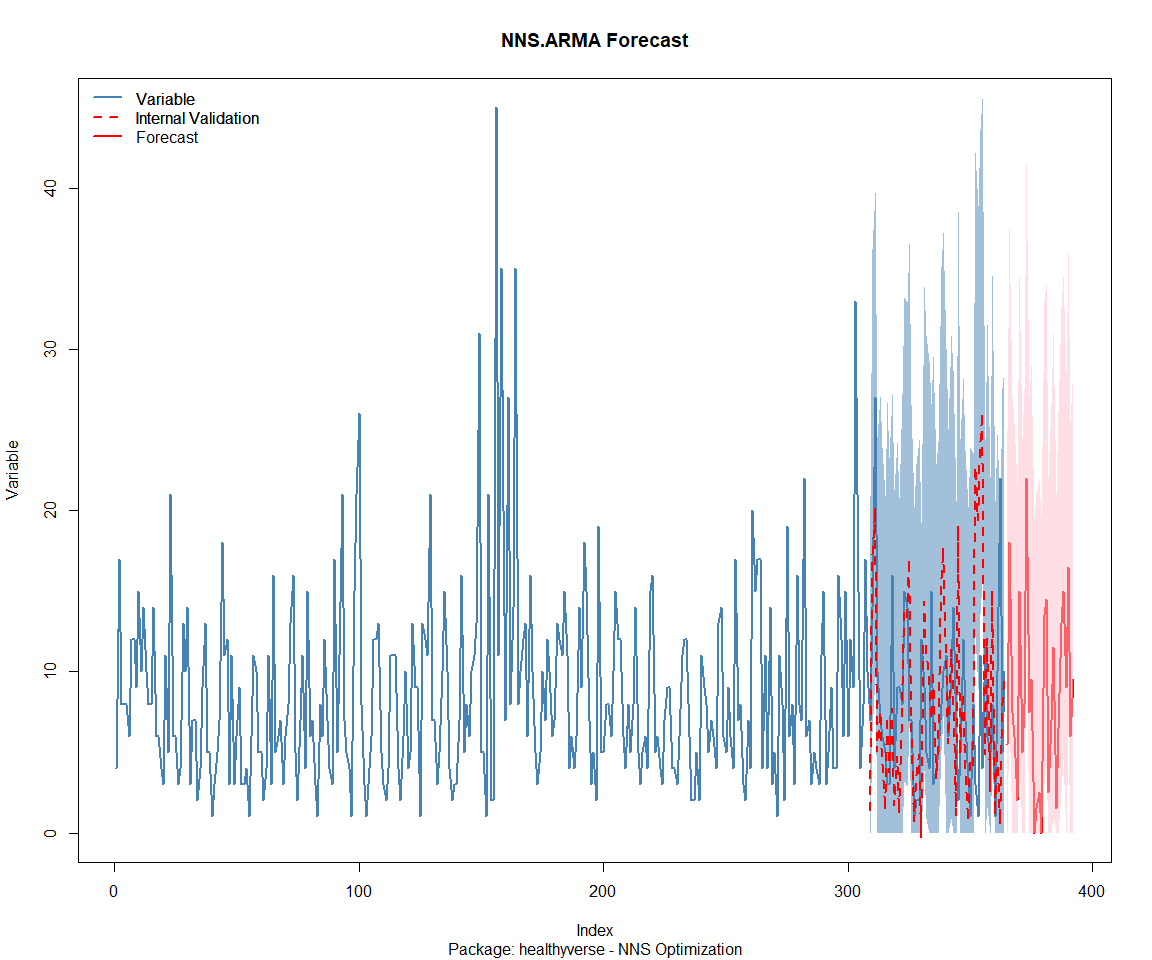 NNS.ARMA Forecast
Variable
Internal Validation
Forecast
Variable
40
30
20
10
0
0
100
200
300
400
Index
Package: healthyverse - NNS Optimization